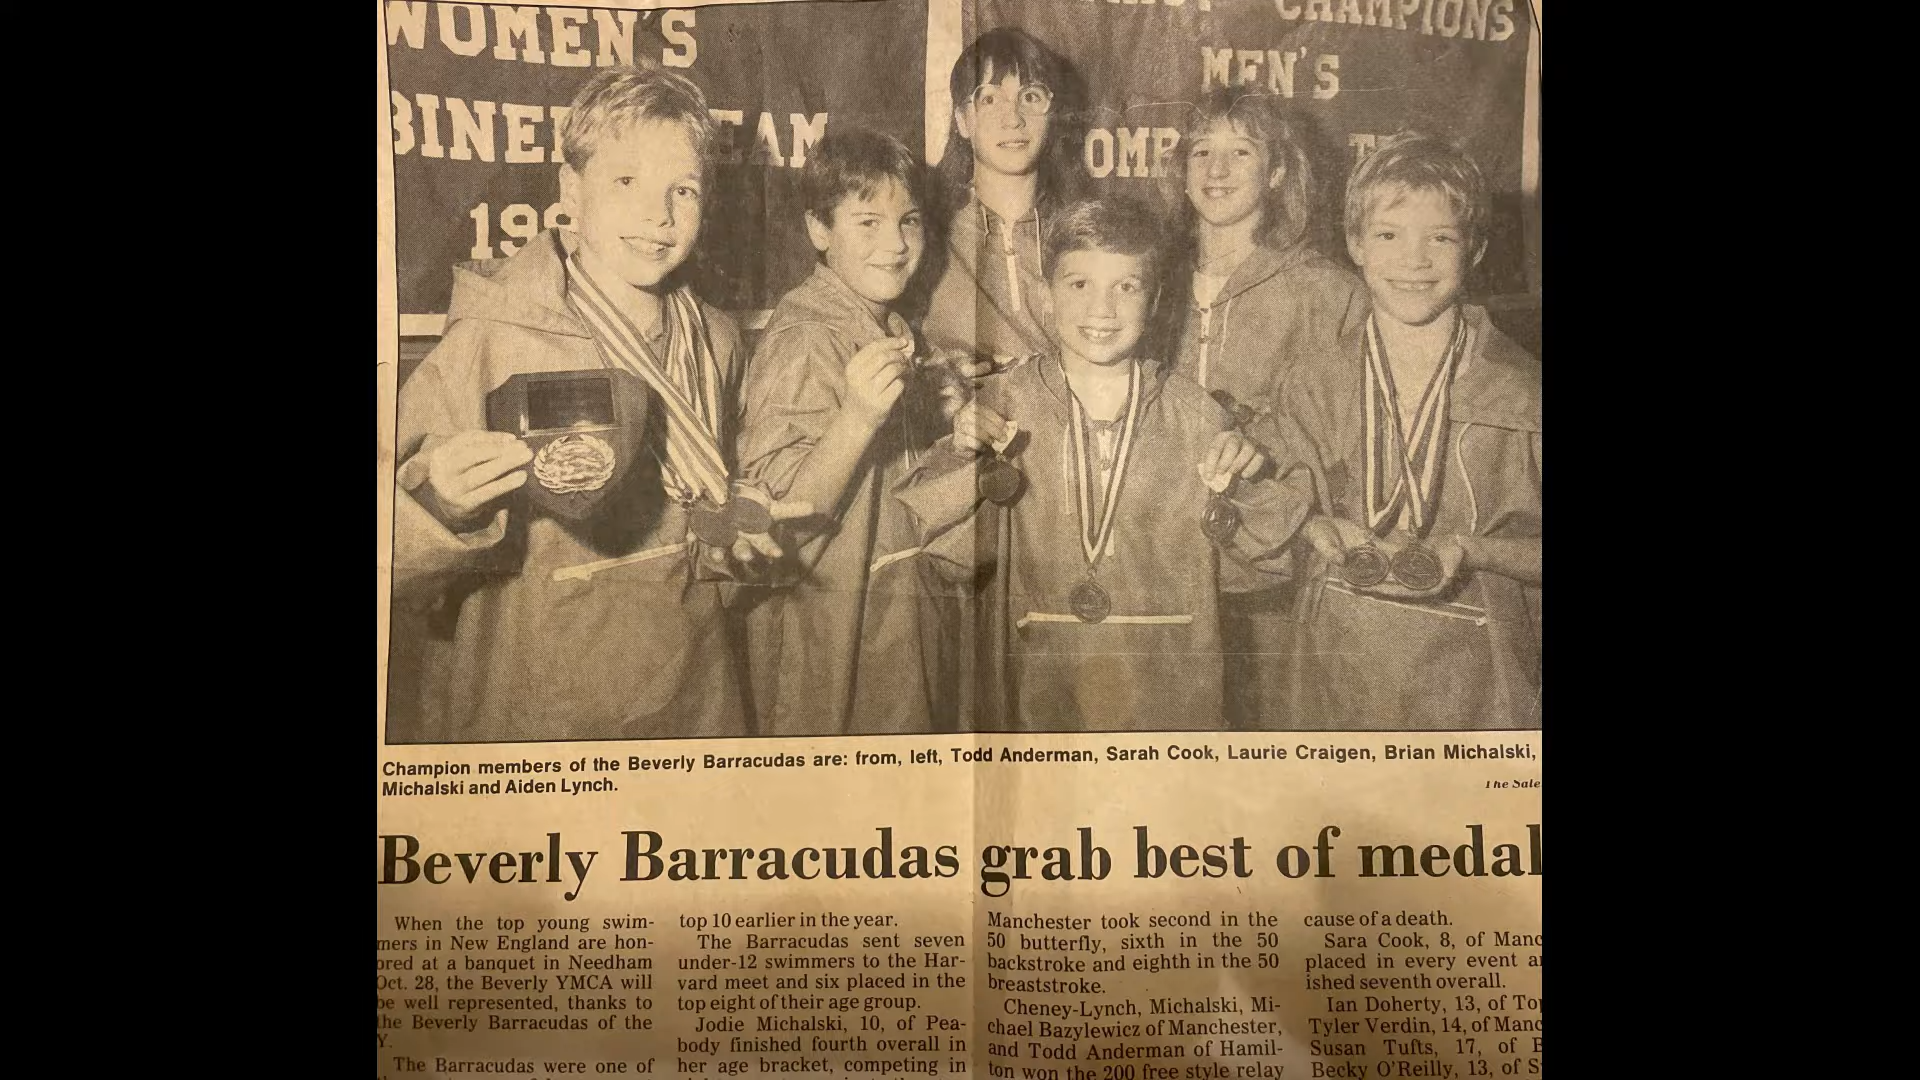 WOMEN'S
TEAM
199
CHAMPIONS
MEN'S
COMP
Champion members of the Beverly Barracudas are: from, left, Todd Anderman, Sarah Cook, Laurie Craigen, Brian Michalski,
Michalski and Aiden Lynch.
The Sale
Beverly Barracudas grab best of medal
When the top young swim-
mers in New England are hon-
ored at a banquet in Needham
Oct. 28, the Beverly YMCA will
be well represented, thanks to
the Beverly Barracudas of the
Y.
The Barracudas were one of
top 10 earlier in the year.
The Barracudas sent seven
under-12 swimmers to the Har-
vard meet and six placed in the
top eight of their age group.
Jodie Michalski, 10, of Pea-
body finished fourth overall in
her age bracket, competing in
Manchester took second in the
50 butterfly, sixth in the 50
backstroke and eighth in the 50
breaststroke.
Cheney-Lynch, Michalski, Mi-
chael Bazylewicz of Manchester,
and Todd Anderman of Hamil-
ton won the 200 free style relay
cause of a death.
Sara Cook, 8, of Manc
placed in every event a
ished seventh overall.
Ian Doherty, 13, of To
Tyler Verdin, 14, of Manc
Susan Tufts, 17, of B
Becky O'Reilly, 13, of S